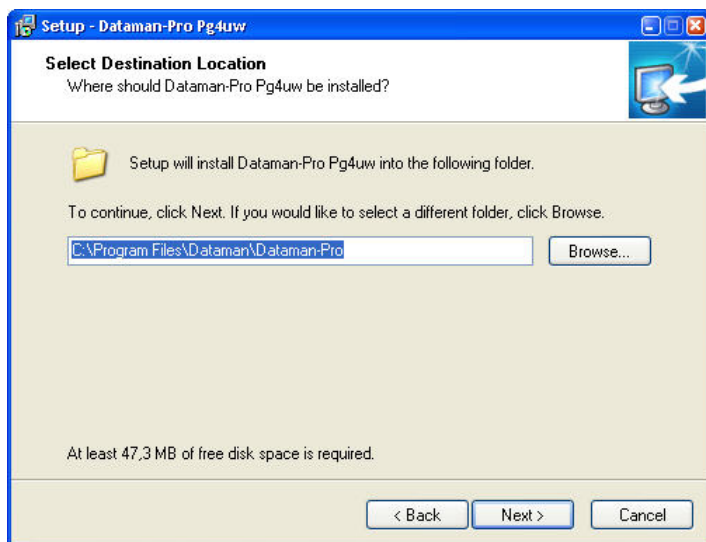 Setup - Dataman-Pro Pg4uw
Select Destination Location
Where should Dataman-Pro Pg4uw be installed?
Setup will install Dataman-Pro Pg4uw into the following folder.
To continue, click Next. If you would like to select a different folder, click Browse.
C:\Program Files\Dataman\Dataman-Pro
Browse...
At least 47,3 MB of free disk space is required.
< Back
Next >
Cancel